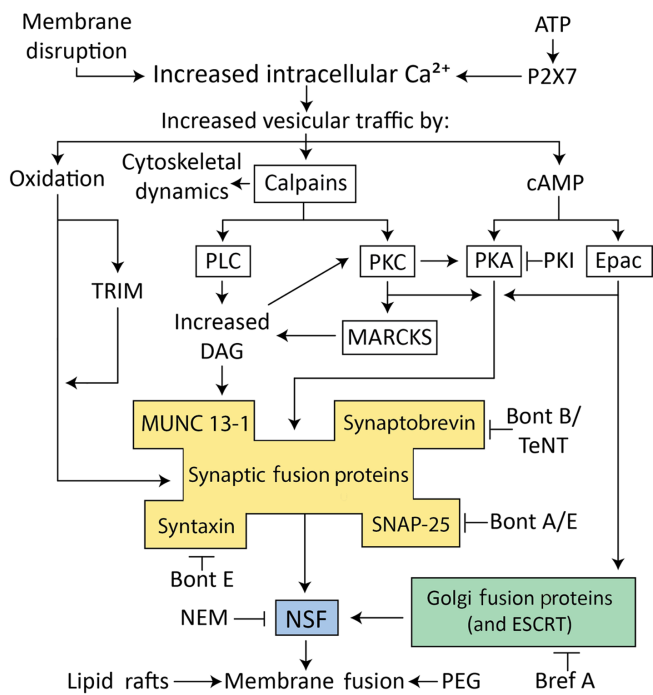 Membrane
disruption
ATP
Increased intracellular Ca²⁺
P2X7
Increased vesicular traffic by:
Oxidation
Cytoskeletal
dynamics
Calpains
cAMP
PLC
PKC
PKA
PKI
Epac
TRIM
Increased
DAG
MARCKS
MUNC 13-1
Synaptobrevin
Bont B/
TeNT
Synaptic fusion proteins
Syntaxin
SNAP-25
Bont A/E
Bont E
NEM
NSF
Golgi fusion proteins
(and ESCRT)
Lipid rafts
Membrane fusion
PEG
Bref A